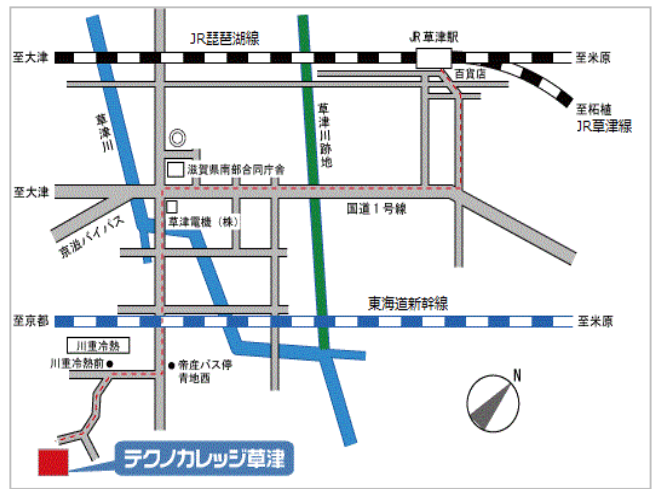 JR琵琶湖線
JR草津駅
至大津
至米原
百貨店
至柘植
JR草津線
草津川
草津川跡地
滋賀県南部合同庁舎
至大津
国道1号線
草津電機（株）
京滋バイパス
東海道新幹線
至京都
至米原
川重冷熱
川重冷熱前
帝産バス停
青地西
N
テクノカレッジ草津